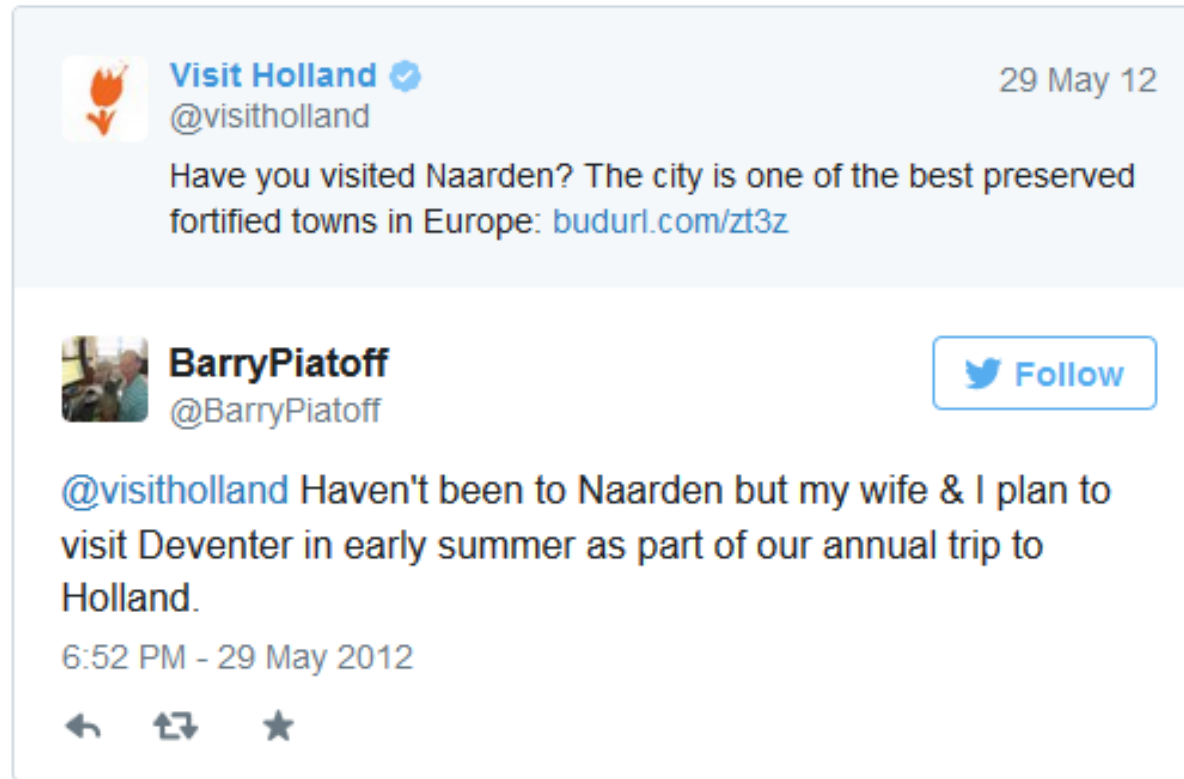 Visit Holland
29 May 12
@visitholland
Have you visited Naarden? The city is one of the best preserved
fortified towns in Europe: budurl.com/zt3z
BarryPiatoff
Follow
@BarryPiatoff
@visitholland Haven't been to Naarden but my wife & I plan to
visit Deventer in early summer as part of our annual trip to
Holland.
6:52 PM - 29 May 2012